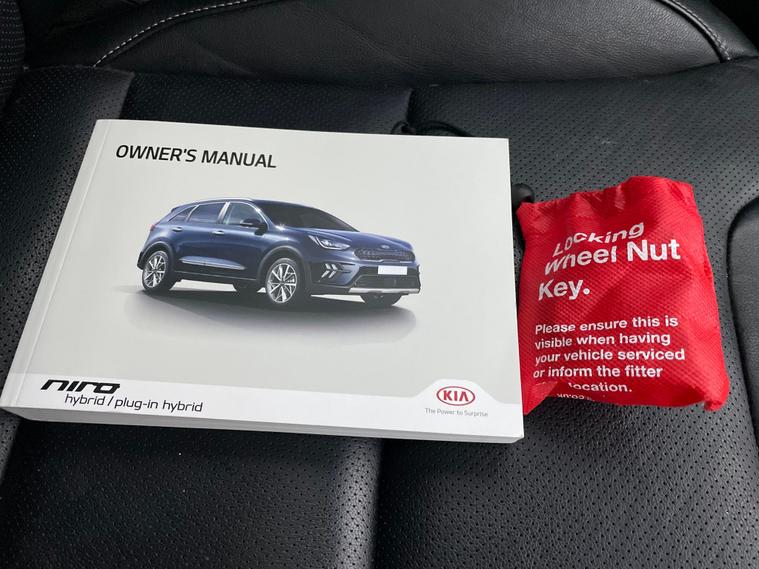 OWNER'S MANUAL
niro
hybrid / plug-in hybrid
KIA
The Power to Surprise
Locking
Wheel Nut
Key.
Please ensure this is
visible when having
your vehicle serviced
or inform the fitter
location.